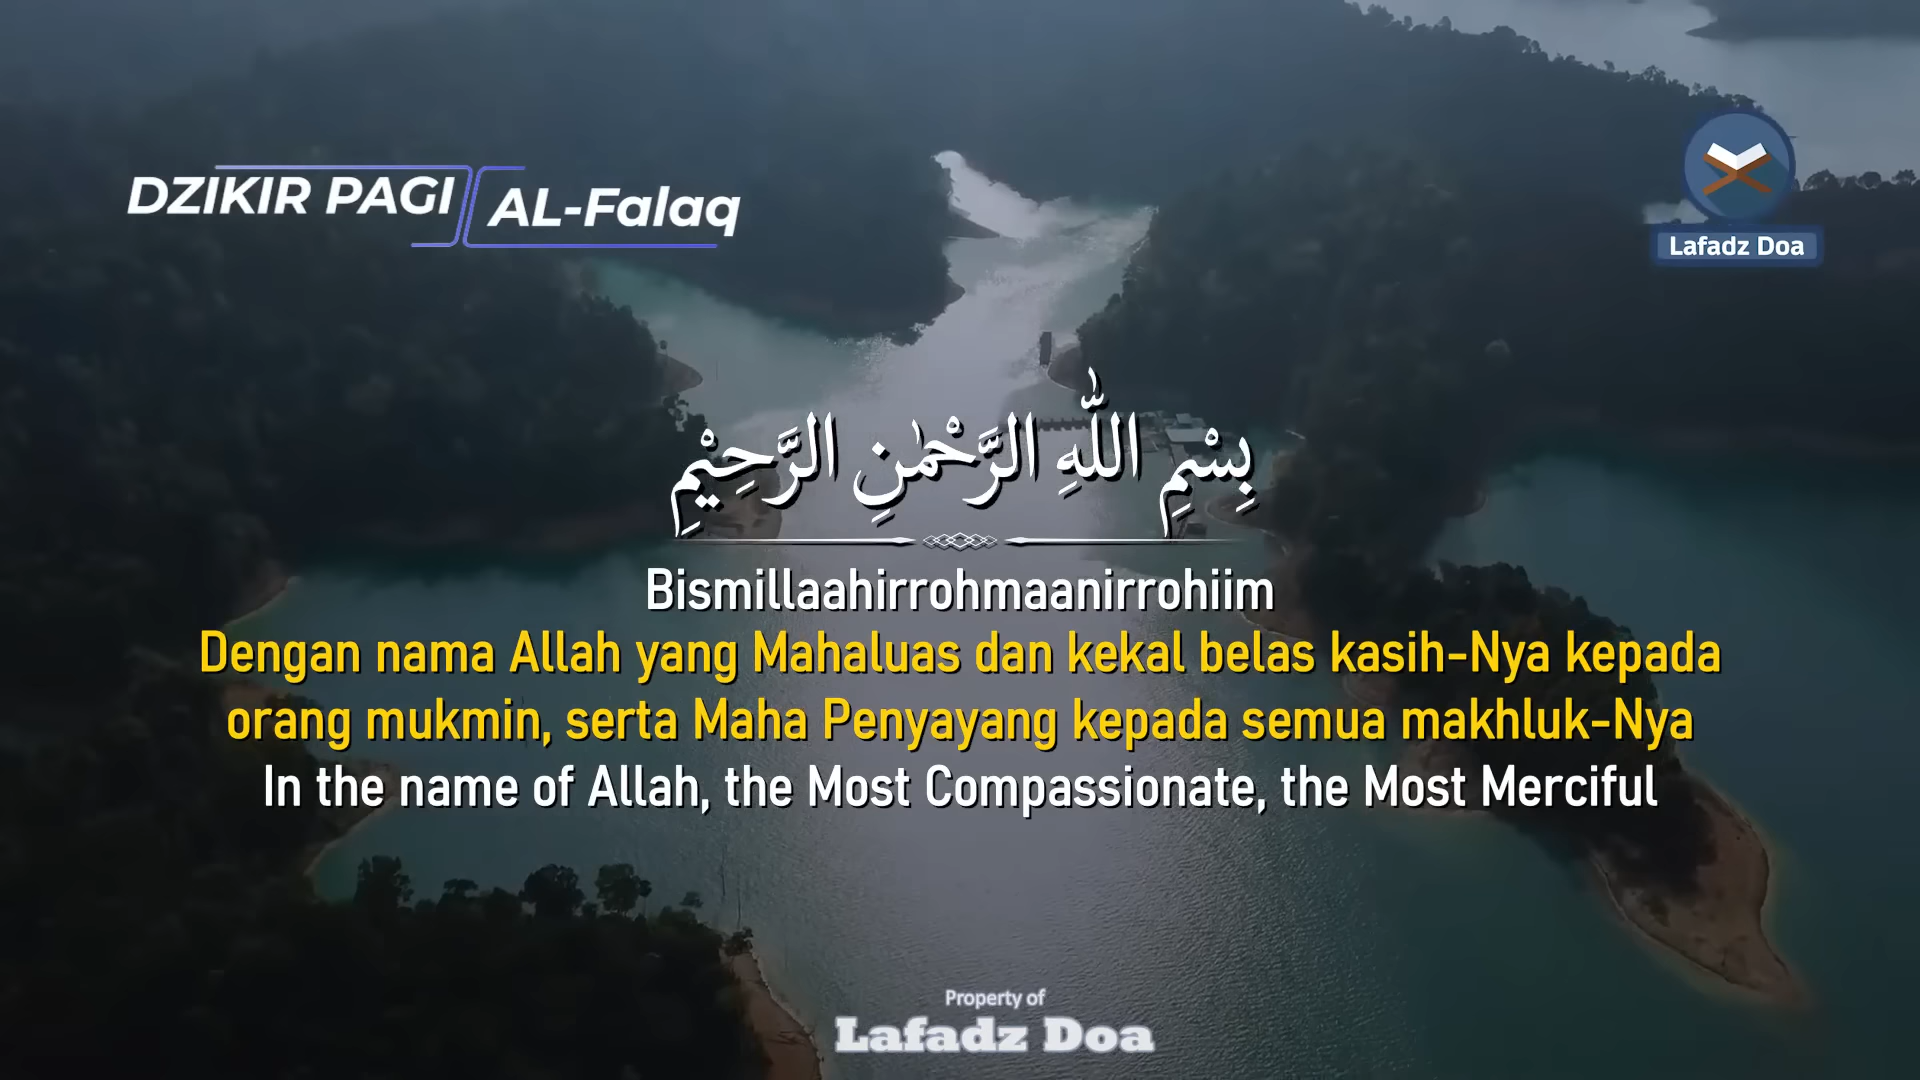 DZIKIR PAGI
AL-Falaq
Lafadz Doa
بِسْمِ اللّٰهِ الرَّحْمٰنِ الرَّحِيْمِ
Bismillaahirrohmaanirrohiim
Dengan nama Allah yang Mahaluas dan kekal belas kasih-Nya kepada
orang mukmin, serta Maha Penyayang kepada semua makhluk-Nya
In the name of Allah, the Most Compassionate, the Most Merciful
Property of
Lafadz Doa